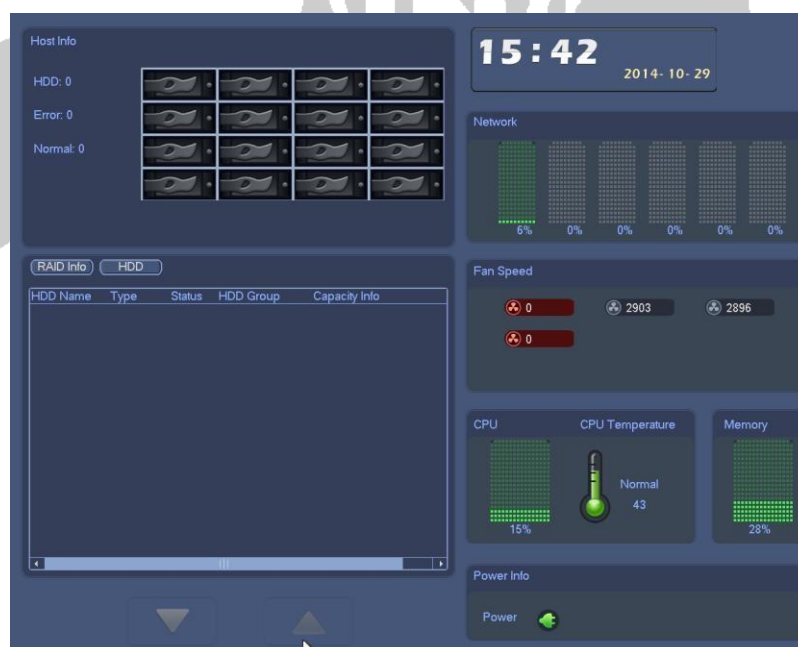 Host Info
HDD: 0
Error: 0
Normal: 0
15:42
2014-10-29
Network
6% 0% 0% 0% 0% 0%
RAID Info HDD
HDD Name Type Status HDD Group Capacity Info
Fan Speed
0 2903 2896
0
CPU CPU Temperature Memory
Normal
43
15% 28%
Power Info
Power